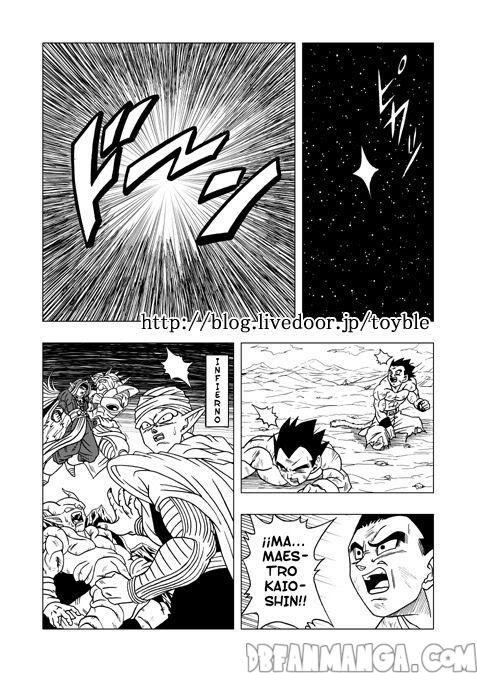 ピカッ
ドーン
http://blog.livedoor.jp/toyble
INFIERNO
¡¡MA...
MAES-
TRO
KAIO-
SHIN!!
DBFANMANGA.COM